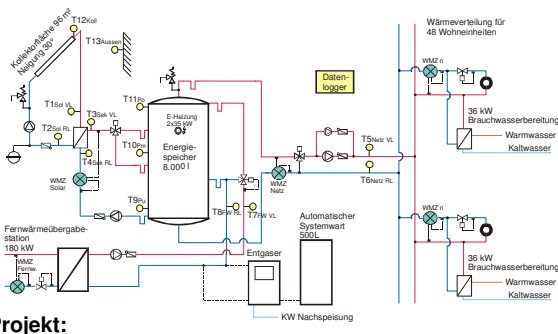 Kollektorfläche 96 m²
Neigung 30°
T12Koll
T13Aussen
Wärmeverteilung für
48 Wohneinheiten
WMZ n
Daten-
logger
T1Sol VL
T3Sek VL
T11Po
E-Heizung
2x35 kW
T2Sol RL
T10Pm
Energie-
speicher
8.000 l
T4Sek RL
T5Netz VL
36 kW
Brauchwasserbereitung
Warmwasser
Kaltwasser
WMZ
Solar
WMZ
Netz
T6Netz RL
T9Pu
T8FW RL
T7FW VL
WMZ n
Fernwärmeübergabe-
station
180 kW
Automatischer
Systemwart
500L
Entgaser
WMZ
Fernw.
36 kW
Brauchwasserbereitung
Warmwasser
Kaltwasser
KW Nachspeisung
Projekt: